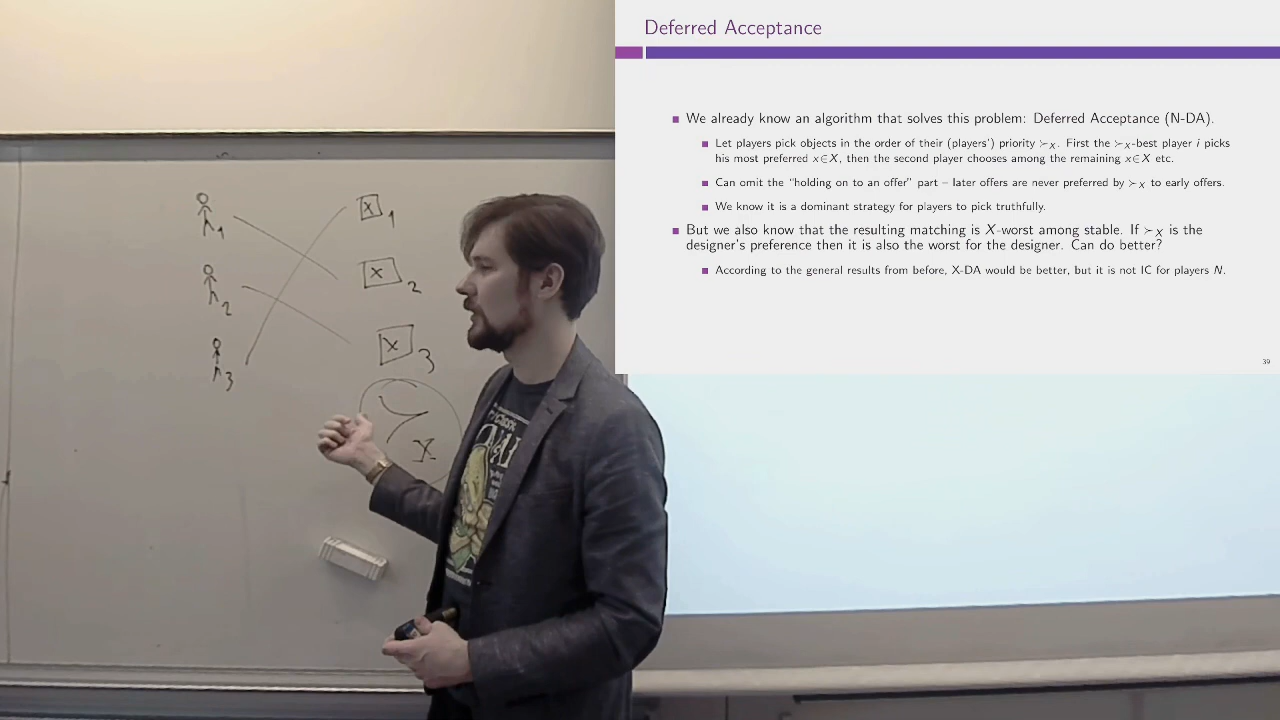 Deferred Acceptance
We already know an algorithm that solves this problem: Deferred Acceptance (N-DA).
Let players pick objects in the order of their (players') priority ≻X. First the ≻X-best player i picks
his most preferred x∈X, then the second player chooses among the remaining x∈X etc.
Can omit the "holding on to an offer" part – later offers are never preferred by ≻X to early offers.
We know it is a dominant strategy for players to pick truthfully.
But we also know that the resulting matching is X-worst among stable. If ≻X is the
designer's preference then it is also the worst for the designer. Can do better?
According to the general results from before, X-DA would be better, but it is not IC for players N.
39
1 x 1
2 x 2
3 x 3
≻X